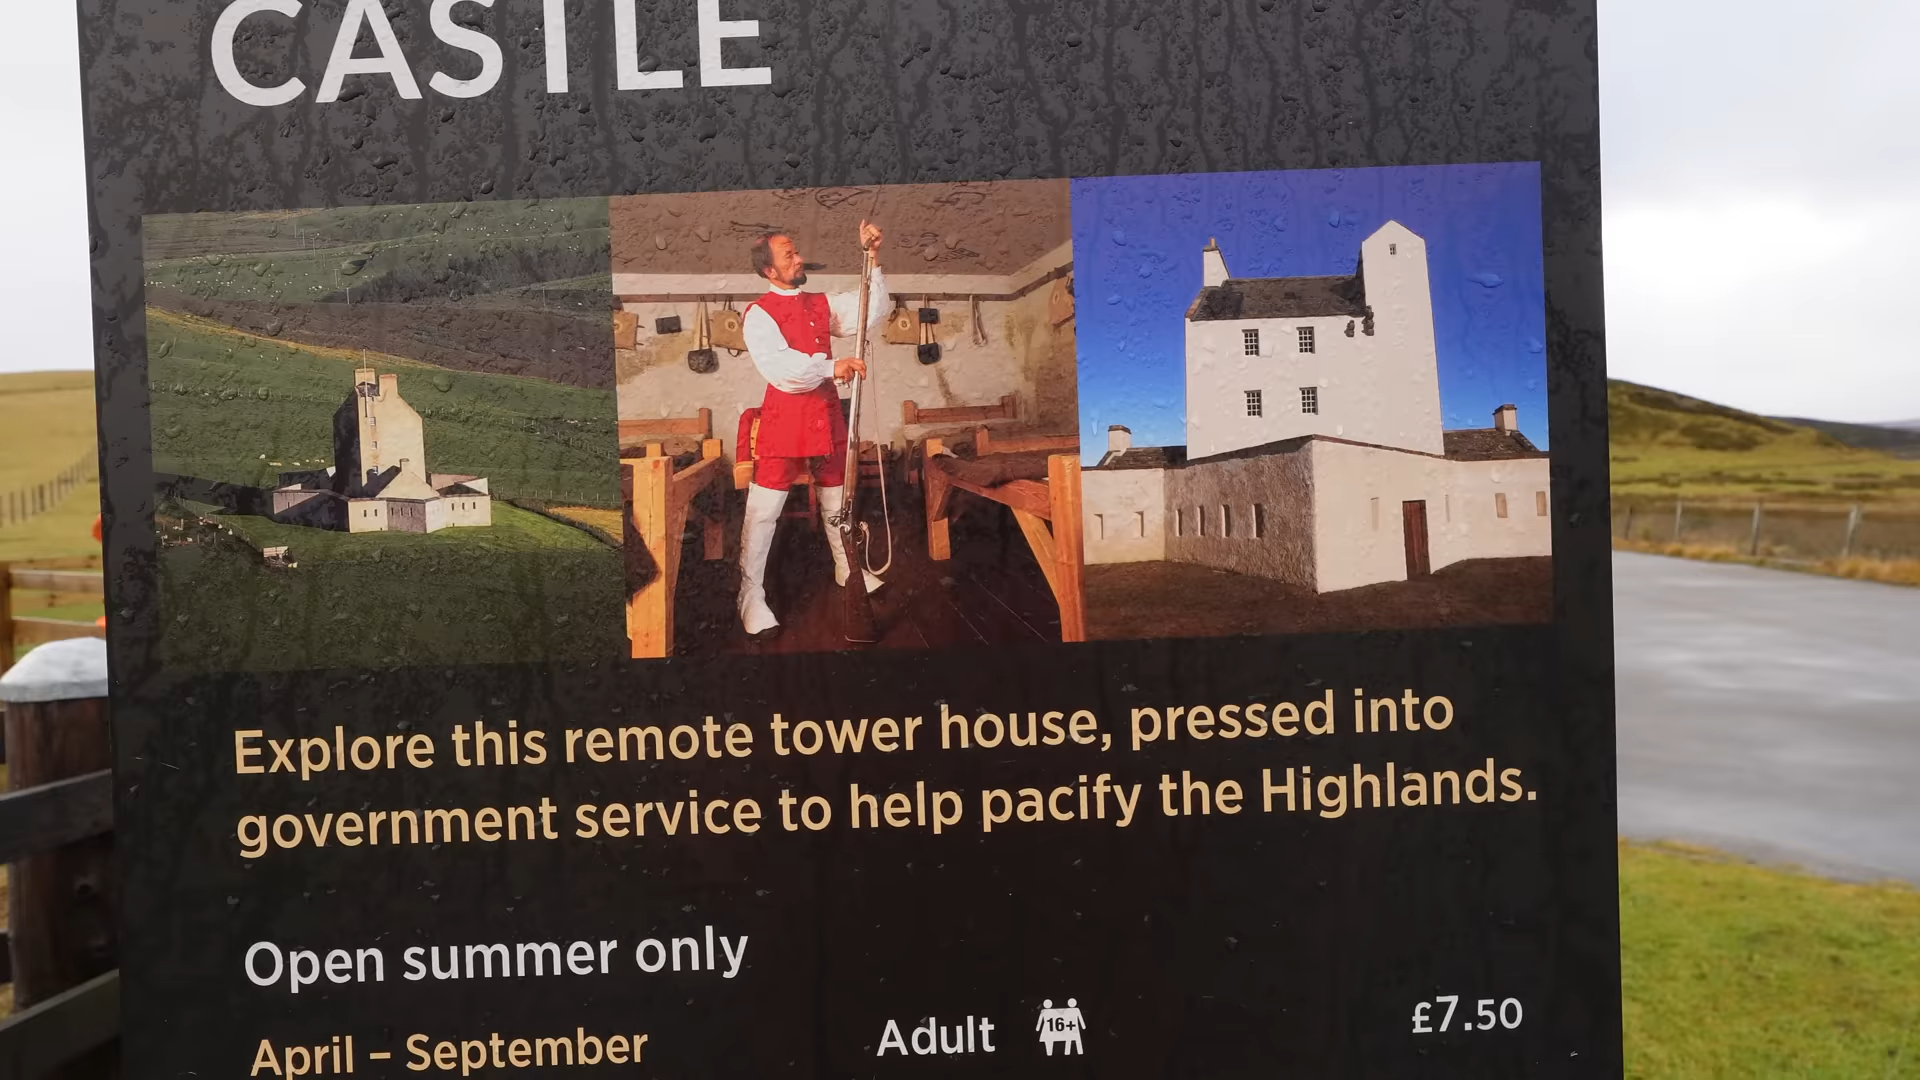 CASTLE
Explore this remote tower house, pressed into
government service to help pacify the Highlands.
Open summer only
April – September
Adult 16+ £7.50